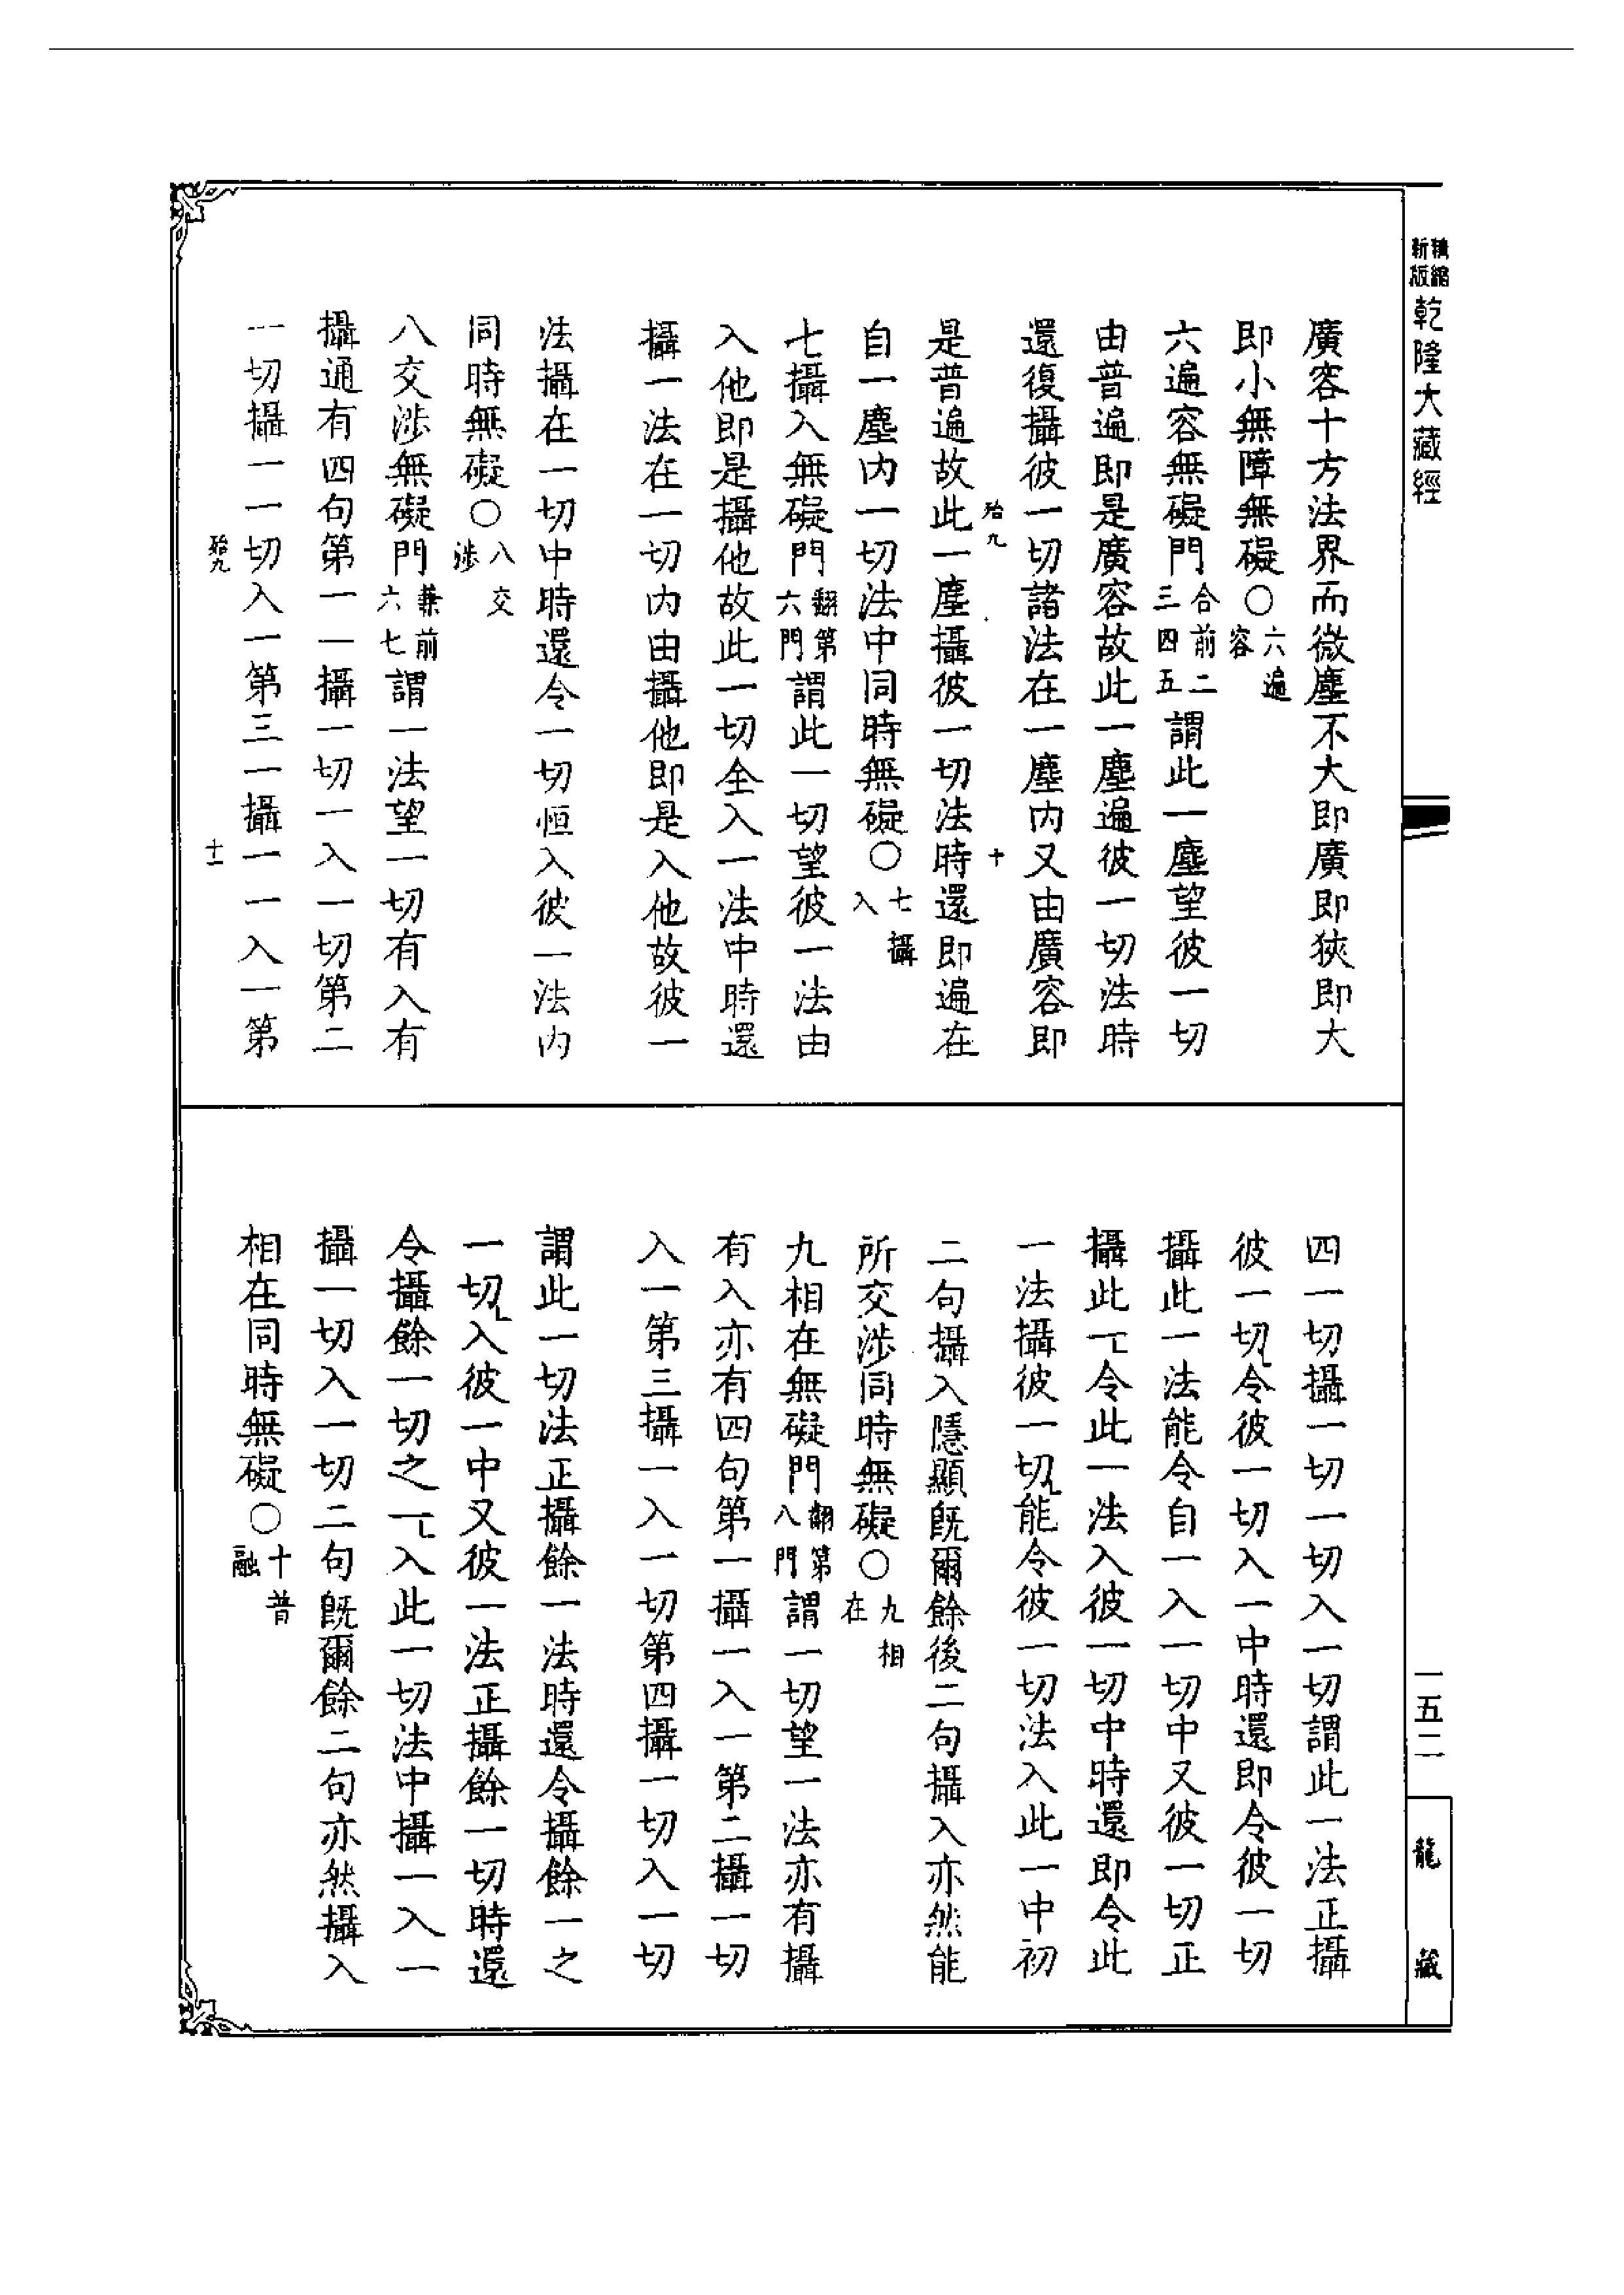 精縮新版乾隆大藏經
廣容十方法界而微塵不大即廣即狹即大
即小無障無礙〇六遍容
六遍容無礙門合前二三四五謂此一塵望彼一切
由普遍即是廣容故此一塵遍彼一切法時
還復攝彼一切諸法在一塵內又由廣容即
殆九 十
是普遍故此一塵攝彼一切法時還即遍在
自一塵內一切法中同時無礙〇七攝入
七攝入無礙門翻第六門謂此一切望彼一法由
入他即是攝他故此一切全入一法中時還
攝一法在一切內由攝他即是入他故彼一
法攝在一切中時還令一切恒入彼一法內
同時無礙〇八交涉
八交涉無礙門兼前六七謂一法望一切有入有
攝通有四句第一一攝一切一入一切第二
一切攝一一切入一第三一攝一一入一第
殆九 十一
四一切攝一切一切入一切謂此一法正攝
彼一切令彼一切入一中時還即令彼一切
攝此一法能令自一入一切中又彼一切正
攝此一令此一法入彼一切中時還即令此
一法攝彼一切能令彼一切法入此一中初
二句攝入隱顯既爾餘後二句攝入亦然能
所交涉同時無礙〇九相在
九相在無礙門翻第八門謂一切望一法亦有攝
有入亦有四句第一攝一入一第二攝一切
入一第三攝一入一切第四攝一切入一切
謂此一切法正攝餘一法時還令攝餘一之
一切入彼一中又彼一法正攝餘一切時還
令攝餘一切之一入此一切法中攝一入一
攝一切入一切二句既爾餘二句亦然攝入
相在同時無礙〇十普融
一五二
龍藏